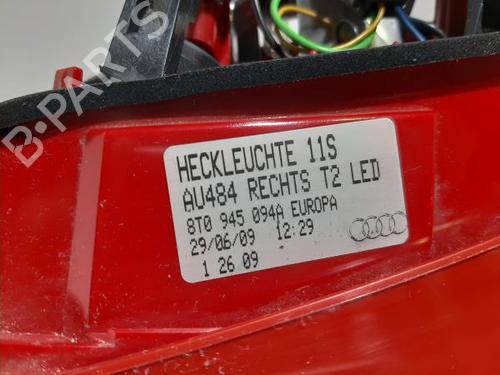 B-PARTS
HECKLEUCHTE 11S
AU484 RECHTS T2 LED
8T0 945 094A EUROPA
29/06/09 12:29
1 26 09